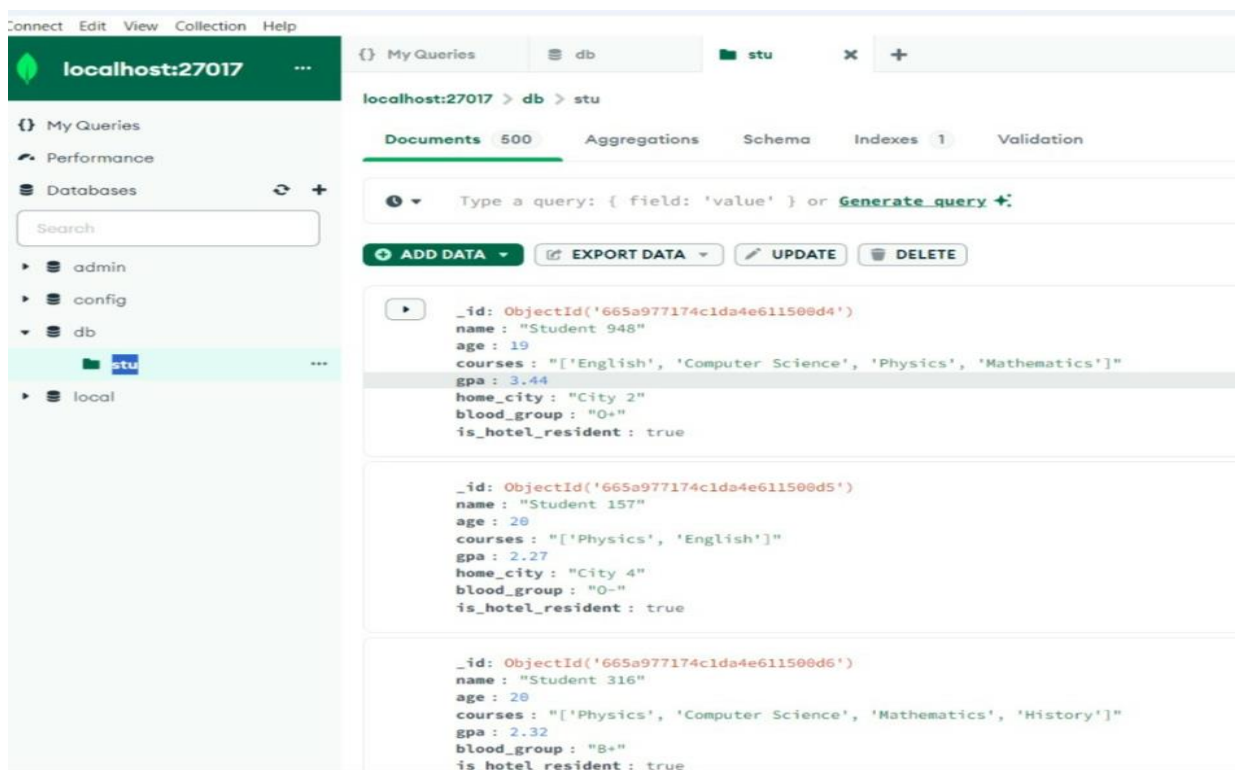 Connect Edit View Collection Help
localhost:27017 ...
{} My Queries
Performance
Databases
Search
admin
config
db
stu ...
local
{} My Queries db stu
localhost:27017 > db > stu
Documents 500 Aggregations Schema Indexes 1 Validation
Type a query: { field: 'value' } or Generate query
ADD DATA EXPORT DATA UPDATE DELETE
_id: ObjectId('665a977174c1da4e611500d4')
name : "Student 948"
age : 19
courses : "['English', 'Computer Science', 'Physics', 'Mathematics']"
gpa : 3.44
home_city : "City 2"
blood_group : "O+"
is_hotel_resident : true
_id: ObjectId('665a977174c1da4e611500d5')
name : "Student 157"
age : 20
courses : "['Physics', 'English']"
gpa : 2.27
home_city : "City 4"
blood_group : "O-"
is_hotel_resident : true
_id: ObjectId('665a977174c1da4e611500d6')
name : "Student 316"
age : 20
courses : "['Physics', 'Computer Science', 'Mathematics', 'History']"
gpa : 2.32
blood_group : "B+"
is_hotel_resident : true